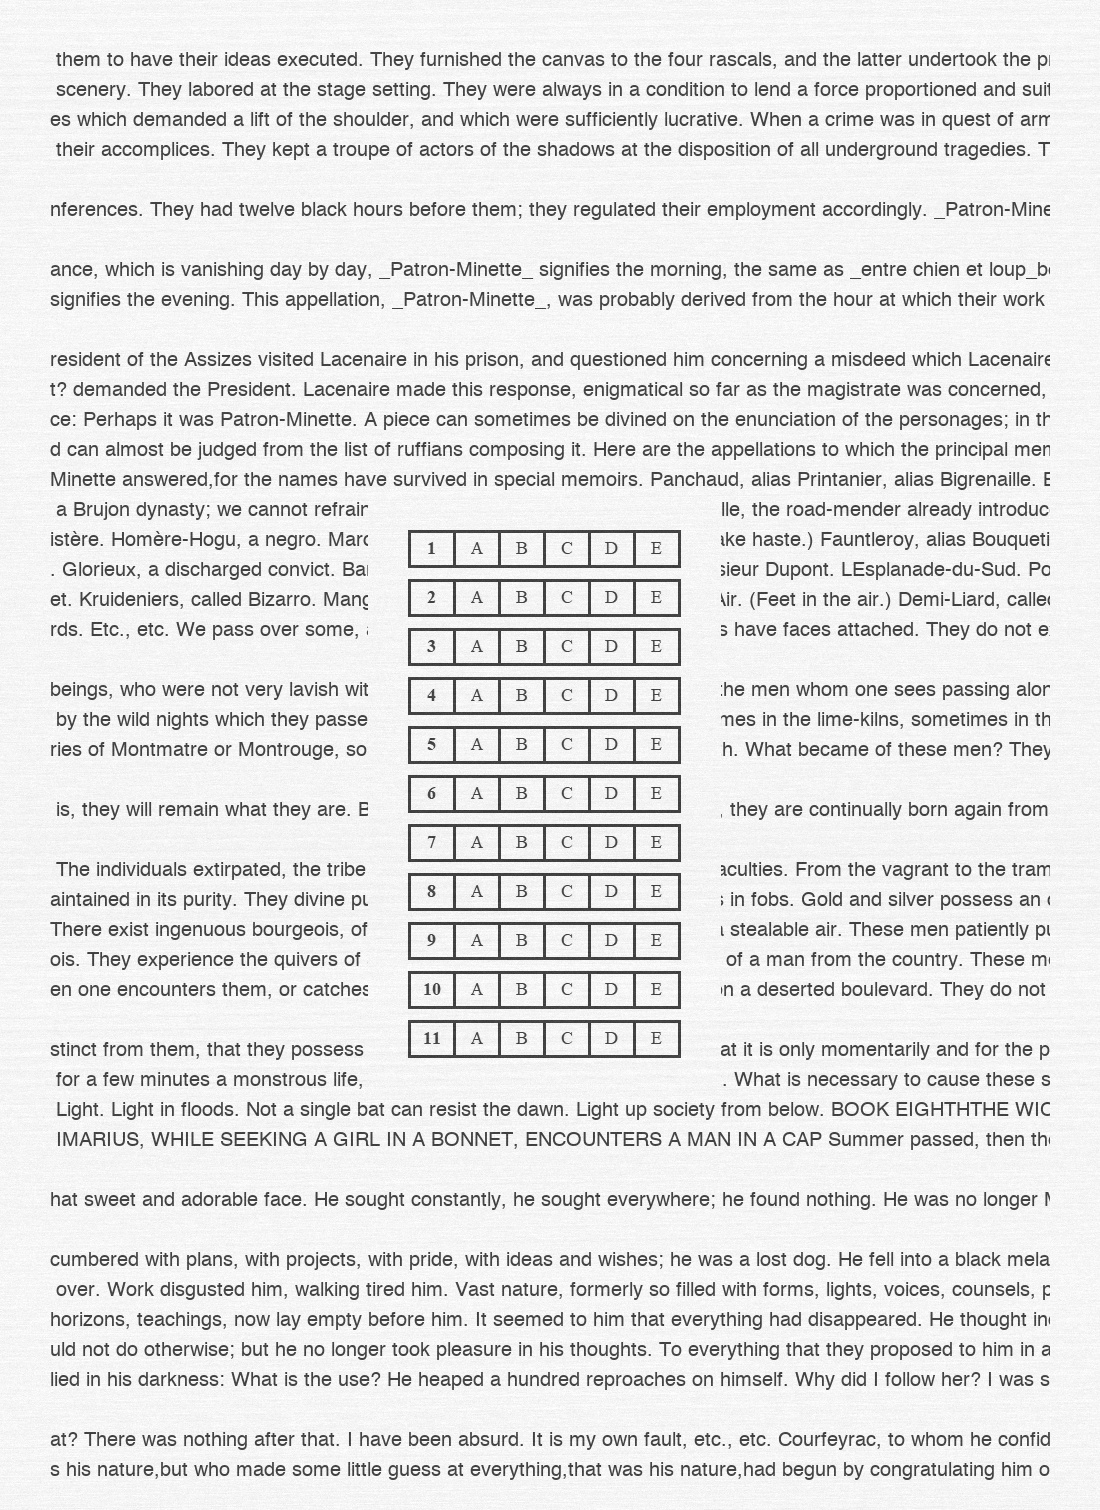 them to have their ideas executed. They furnished the canvas to the four rascals, and the latter undertook the p
scenery. They labored at the stage setting. They were always in a condition to lend a force proportioned and suit
es which demanded a lift of the shoulder, and which were sufficiently lucrative. When a crime was in quest of arm
their accomplices. They kept a troupe of actors of the shadows at the disposition of all underground tragedies. T
nferences. They had twelve black hours before them; they regulated their employment accordingly. _Patron-Mine
ance, which is vanishing day by day, _Patron-Minette_ signifies the morning, the same as _entre chien et loup_b
signifies the evening. This appellation, _Patron-Minette_, was probably derived from the hour at which their work
resident of the Assizes visited Lacenaire in his prison, and questioned him concerning a misdeed which Lacenaire
t? demanded the President. Lacenaire made this response, enigmatical so far as the magistrate was concerned,
ce: Perhaps it was Patron-Minette. A piece can sometimes be divined on the enunciation of the personages; in th
d can almost be judged from the list of ruffians composing it. Here are the appellations to which the principal mem
Minette answered,for the names have survived in special memoirs. Panchaud, alias Printanier, alias Bigrenaille. B
a Brujon dynasty; we cannot refrain lle, the road-mender already introduc
istère. Homère-Hogu, a negro. Mard ake haste.) Fauntleroy, alias Bouqueti
. Glorieux, a discharged convict. Bar sieur Dupont. LEsplanade-du-Sud. Po
et. Kruideniers, called Bizarro. Mang Air. (Feet in the air.) Demi-Liard, called
rds. Etc., etc. We pass over some, a s have faces attached. They do not e
beings, who were not very lavish wit the men whom one sees passing alon
by the wild nights which they passe mes in the lime-kilns, sometimes in th
ries of Montmatre or Montrouge, so h. What became of these men? They
is, they will remain what they are. B , they are continually born again from
The individuals extirpated, the tribe aculties. From the vagrant to the tram
aintained in its purity. They divine pu s in fobs. Gold and silver possess an o
There exist ingenuous bourgeois, of a stealable air. These men patiently pu
ois. They experience the quivers of of a man from the country. These me
en one encounters them, or catches on a deserted boulevard. They do not
stinct from them, that they possess at it is only momentarily and for the p
for a few minutes a monstrous life, . What is necessary to cause these s
1 A B C D E
2 A B C D E
3 A B C D E
4 A B C D E
5 A B C D E
6 A B C D E
7 A B C D E
8 A B C D E
9 A B C D E
10 A B C D E
11 A B C D E
Light. Light in floods. Not a single bat can resist the dawn. Light up society from below. BOOK EIGHTHTHE WIC
IMARIUS, WHILE SEEKING A GIRL IN A BONNET, ENCOUNTERS A MAN IN A CAP Summer passed, then the
hat sweet and adorable face. He sought constantly, he sought everywhere; he found nothing. He was no longer M
cumbered with plans, with projects, with pride, with ideas and wishes; he was a lost dog. He fell into a black mela
over. Work disgusted him, walking tired him. Vast nature, formerly so filled with forms, lights, voices, counsels, p
horizons, teachings, now lay empty before him. It seemed to him that everything had disappeared. He thought in
uld not do otherwise; but he no longer took pleasure in his thoughts. To everything that they proposed to him in a
lied in his darkness: What is the use? He heaped a hundred reproaches on himself. Why did I follow her? I was s
at? There was nothing after that. I have been absurd. It is my own fault, etc., etc. Courfeyrac, to whom he confid
s his nature,but who made some little guess at everything,that was his nature,had begun by congratulating him o